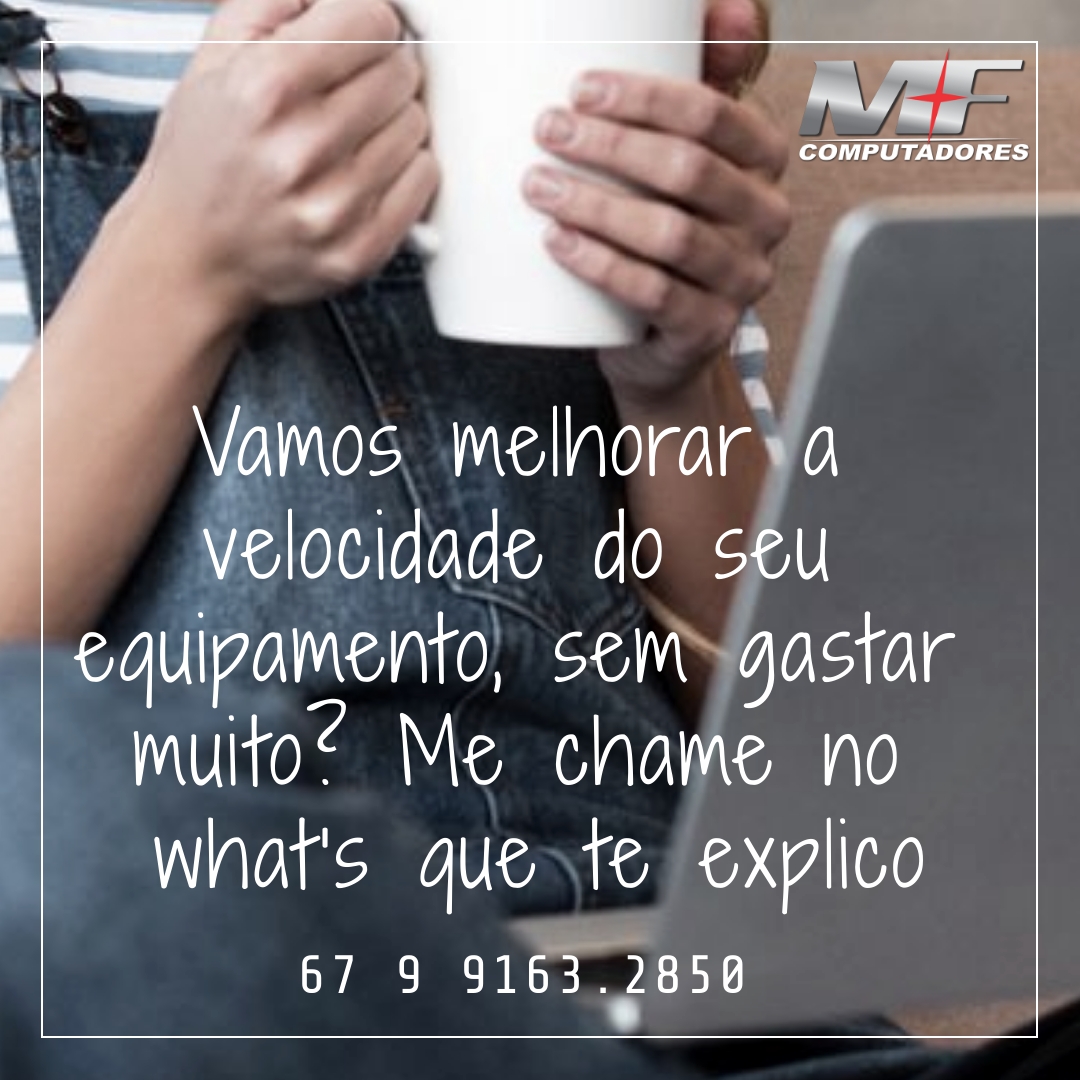 MF
COMPUTADORES
Vamos melhorar a
velocidade do seu
equipamento, sem gastar
muito? Me chame no
what's que te explico
67 9 9163.2850